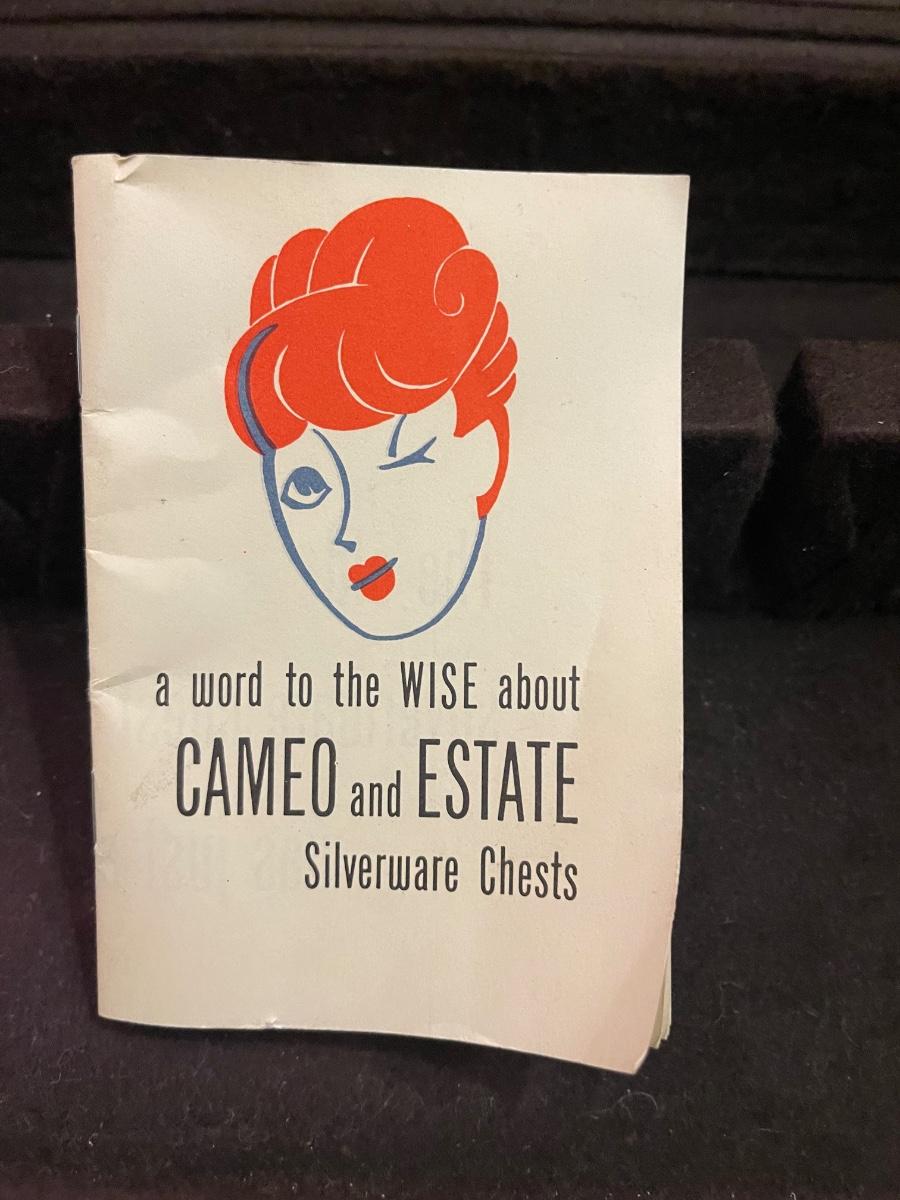 a word to the WISE about
CAMEO and ESTATE
Silverware Chests